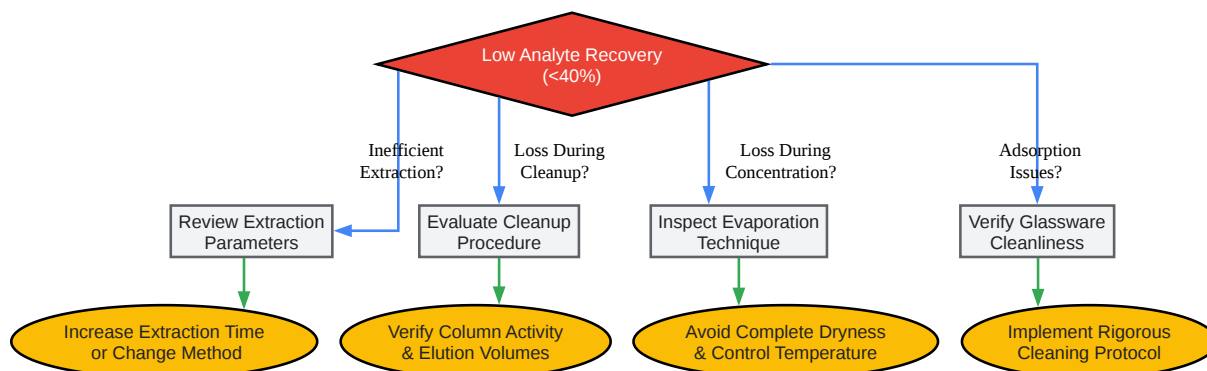 Low Analyte Recovery
(<40%)
Inefficient
Extraction?
Loss During
Cleanup?
Loss During
Concentration?
Adsorption
Issues?
Review Extraction
Parameters
Evaluate Cleanup
Procedure
Inspect Evaporation
Technique
Verify Glassware
Cleanliness
Increase Extraction Time
or Change Method
Verify Column Activity
& Elution Volumes
Avoid Complete Dryness
& Control Temperature
Implement Rigorous
Cleaning Protocol